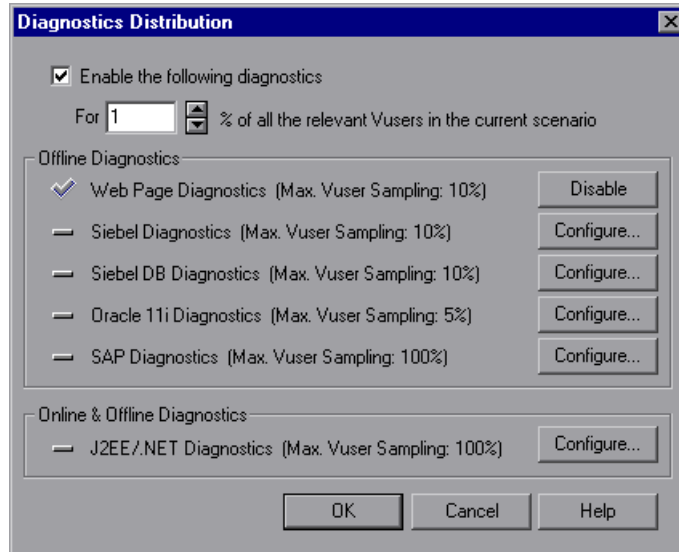 Diagnostics Distribution
Enable the following diagnostics
For 1 % of all the relevant Vusers in the current scenario
Offline Diagnostics
Web Page Diagnostics (Max. Vuser Sampling: 10%) Disable
Siebel Diagnostics (Max. Vuser Sampling: 10%) Configure...
Siebel DB Diagnostics (Max. Vuser Sampling: 10%) Configure...
Oracle 11i Diagnostics (Max. Vuser Sampling: 5%) Configure...
SAP Diagnostics (Max. Vuser Sampling: 100%) Configure...
Online & Offline Diagnostics
J2EE/.NET Diagnostics (Max. Vuser Sampling: 100%) Configure...
OK Cancel Help